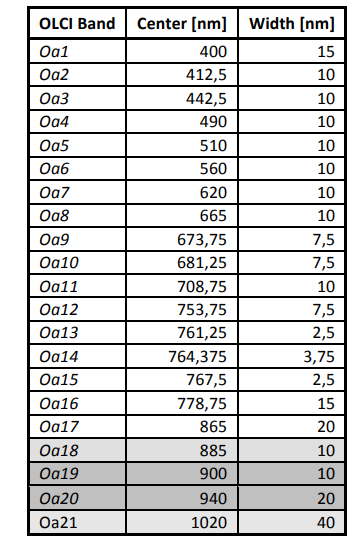 OLCI Band Center [nm] Width [nm]
Oa1 400 15
Oa2 412,5 10
Oa3 442,5 10
Oa4 490 10
Oa5 510 10
Oa6 560 10
Oa7 620 10
Oa8 665 10
Oa9 673,75 7,5
Oa10 681,25 7,5
Oa11 708,75 10
Oa12 753,75 7,5
Oa13 761,25 2,5
Oa14 764,375 3,75
Oa15 767,5 2,5
Oa16 778,75 15
Oa17 865 20
Oa18 885 10
Oa19 900 10
Oa20 940 20
Oa21 1020 40